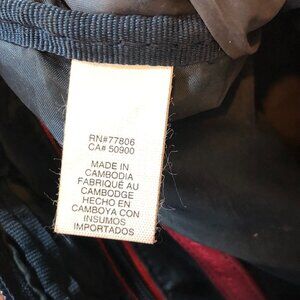 RN#77806
CA# 50900
MADE IN
CAMBODIA
FABRIQUÉ AU
CAMBODGE
HECHO EN
CAMBOYA CON
INSUMOS
IMPORTADOS